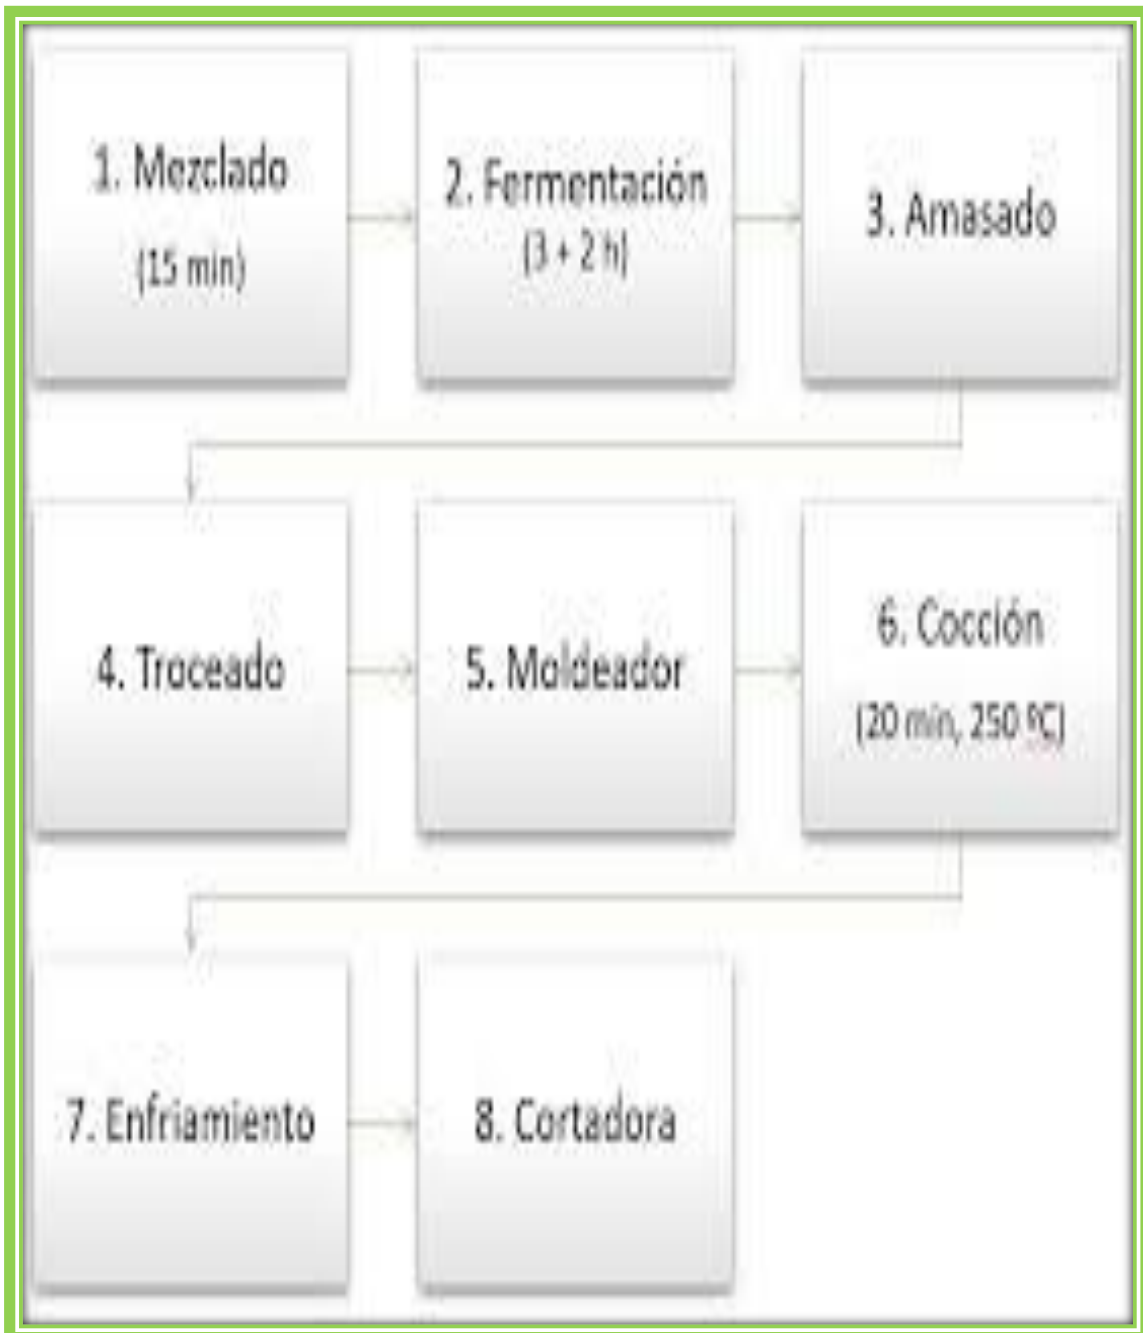 1. Mezclado
(15 min)
2. Fermentación
(3 + 2 h)
3. Amasado
4. Troceado
5. Moldeador
6. Cocción
(20 min, 250 ºC)
7. Enfriamiento
8. Cortadora